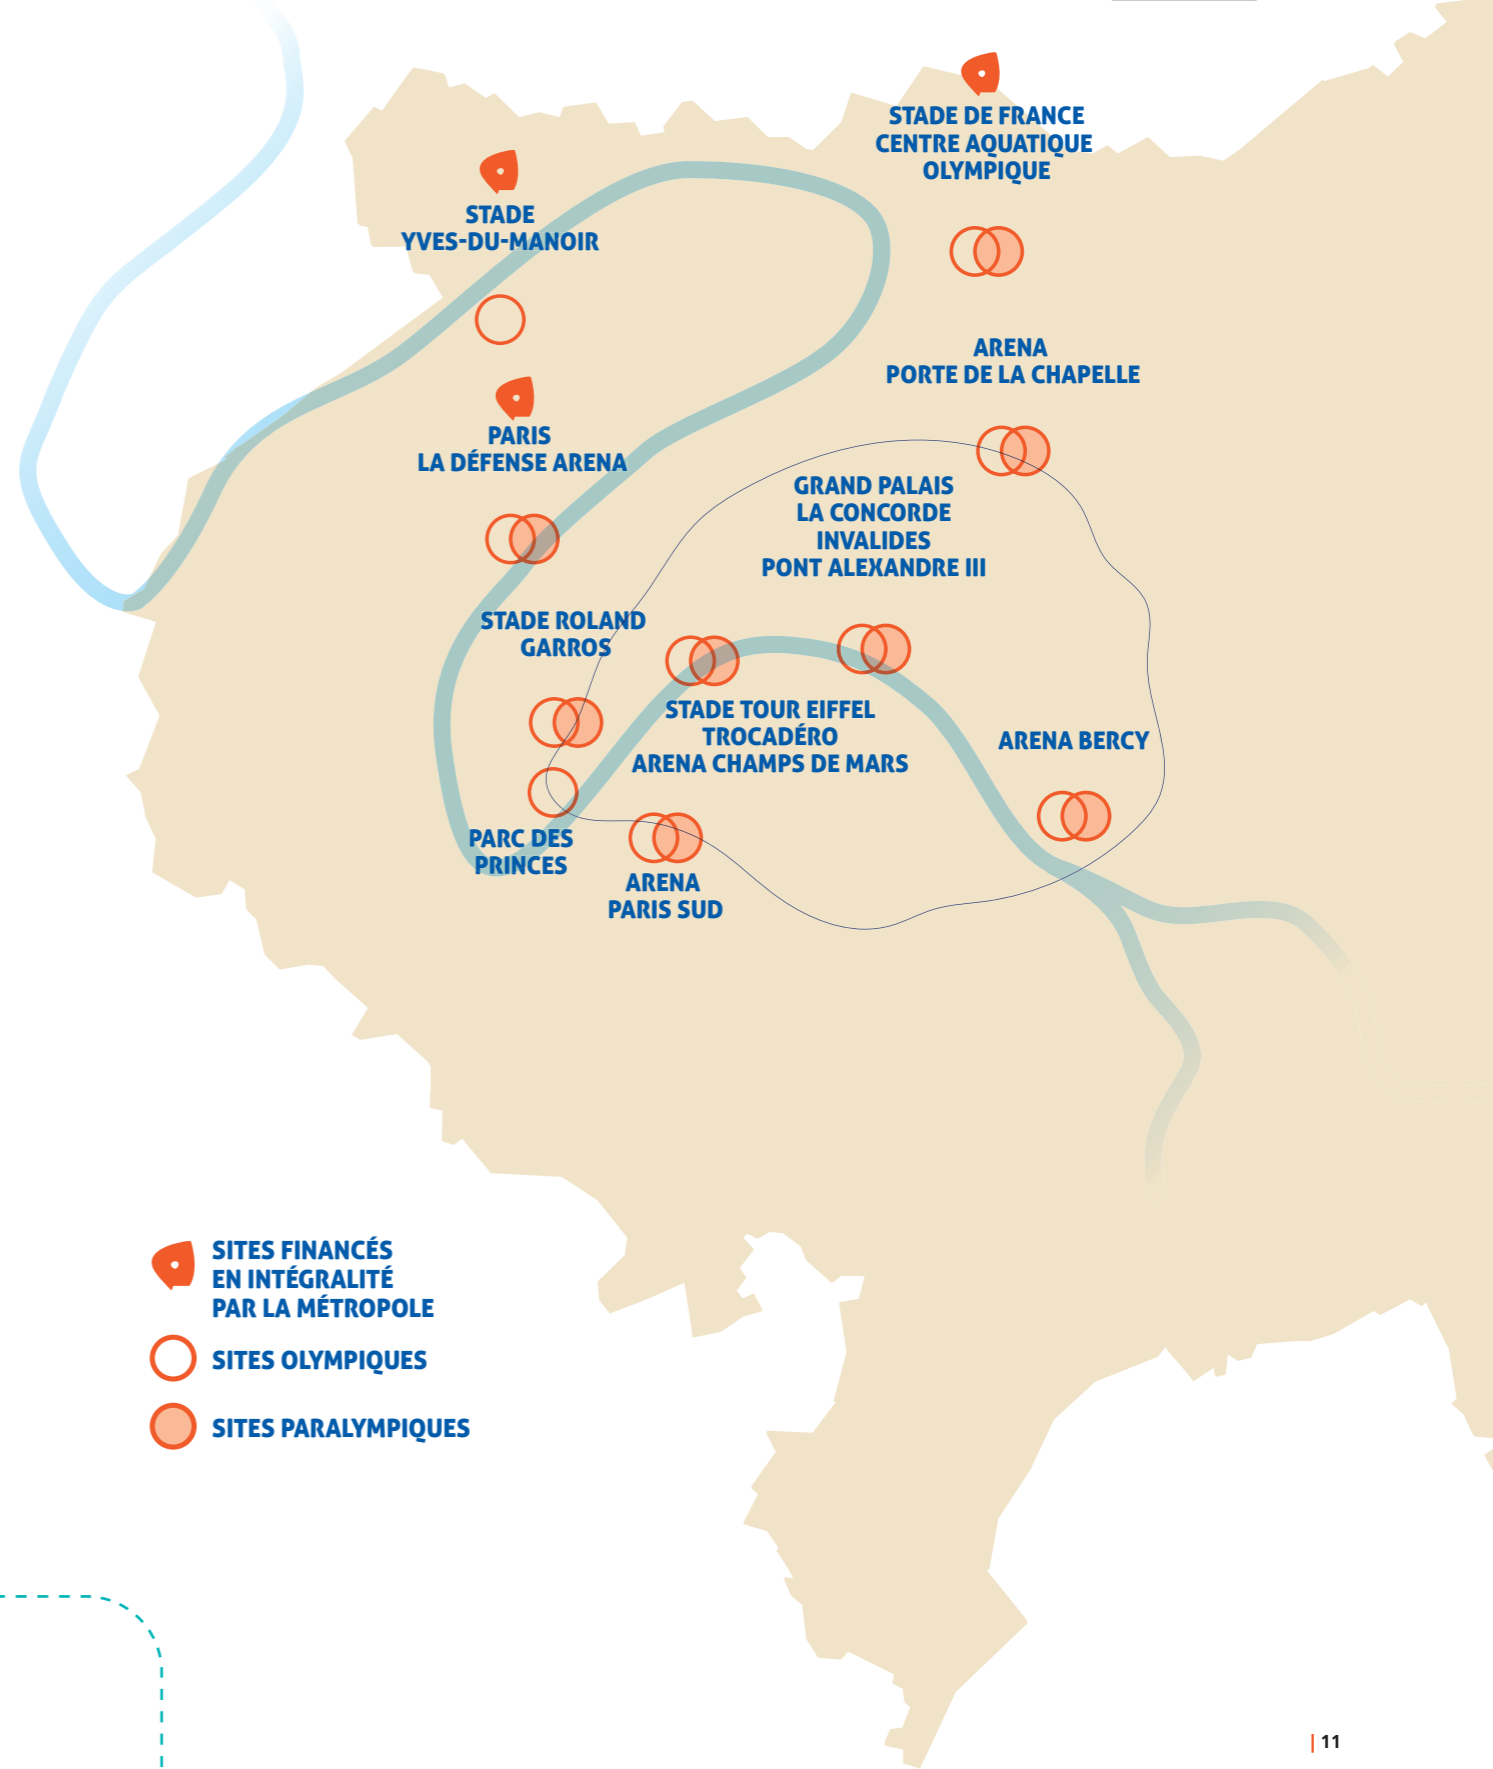 STADE DE FRANCE
CENTRE AQUATIQUE
OLYMPIQUE
STADE
YVES-DU-MANOIR
ARENA
PORTE DE LA CHAPELLE
PARIS
LA DÉFENSE ARENA
GRAND PALAIS
LA CONCORDE
INVALIDES
PONT ALEXANDRE III
STADE ROLAND
GARROS
STADE TOUR EIFFEL
TROCADÉRO
ARENA CHAMPS DE MARS
ARENA BERCY
PARC DES
PRINCES
ARENA
PARIS SUD
SITES FINANCÉS
EN INTÉGRALITÉ
PAR LA MÉTROPOLE
SITES OLYMPIQUES
SITES PARALYMPIQUES
| 11